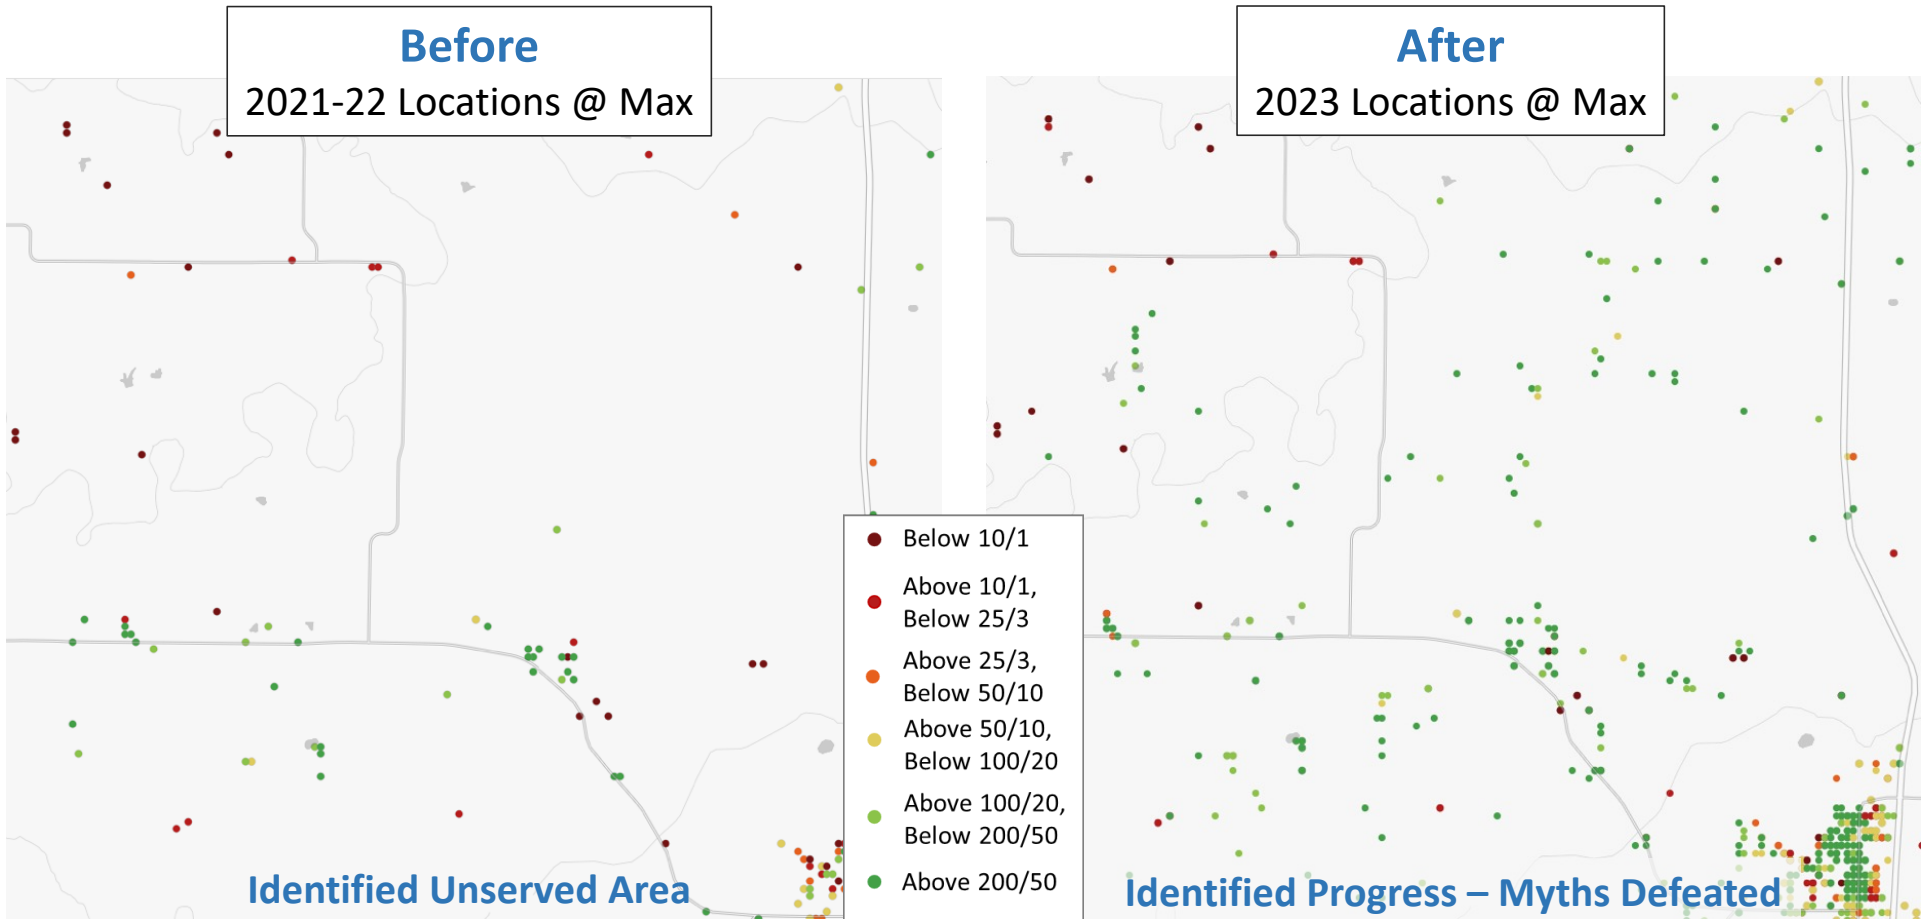 Before
2021-22 Locations @ Max
After
2023 Locations @ Max
Below 10/1
Above 10/1,
Below 25/3
Above 25/3,
Below 50/10
Above 50/10,
Below 100/20
Above 100/20,
Below 200/50
Above 200/50
Identified Unserved Area
Identified Progress – Myths Defeated